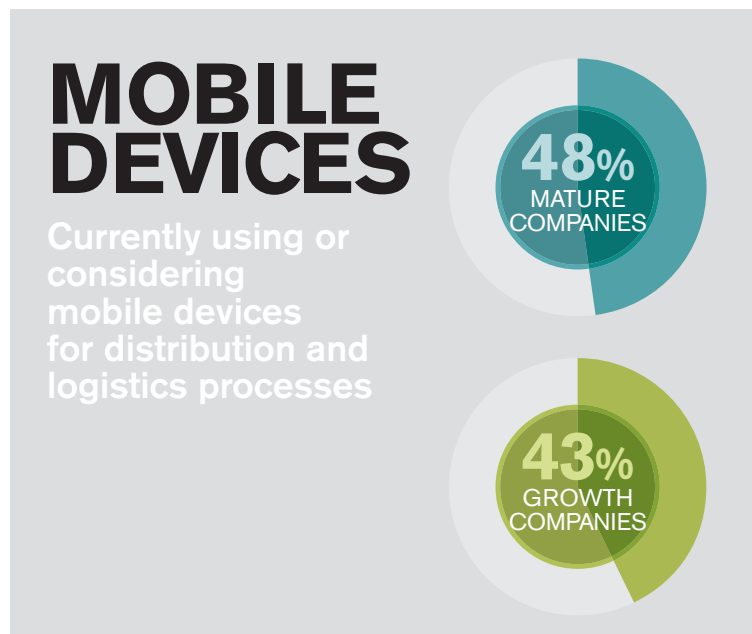 MOBILE
DEVICES
Currently using or
considering
mobile devices
for distribution and
logistics processes
48%
MATURE
COMPANIES
43%
GROWTH
COMPANIES